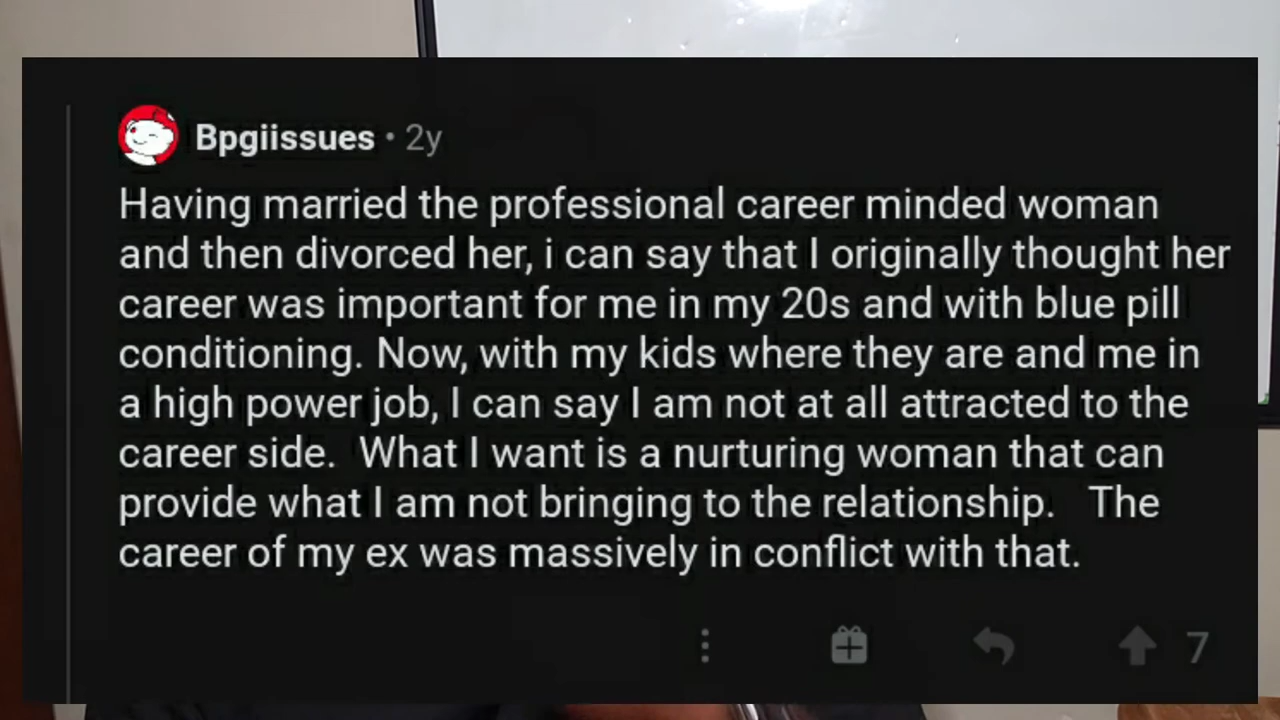 Bpgiissues • 2y
Having married the professional career minded woman
and then divorced her, i can say that I originally thought her
career was important for me in my 20s and with blue pill
conditioning. Now, with my kids where they are and me in
a high power job, I can say I am not at all attracted to the
career side. What I want is a nurturing woman that can
provide what I am not bringing to the relationship. The
career of my ex was massively in conflict with that.
7